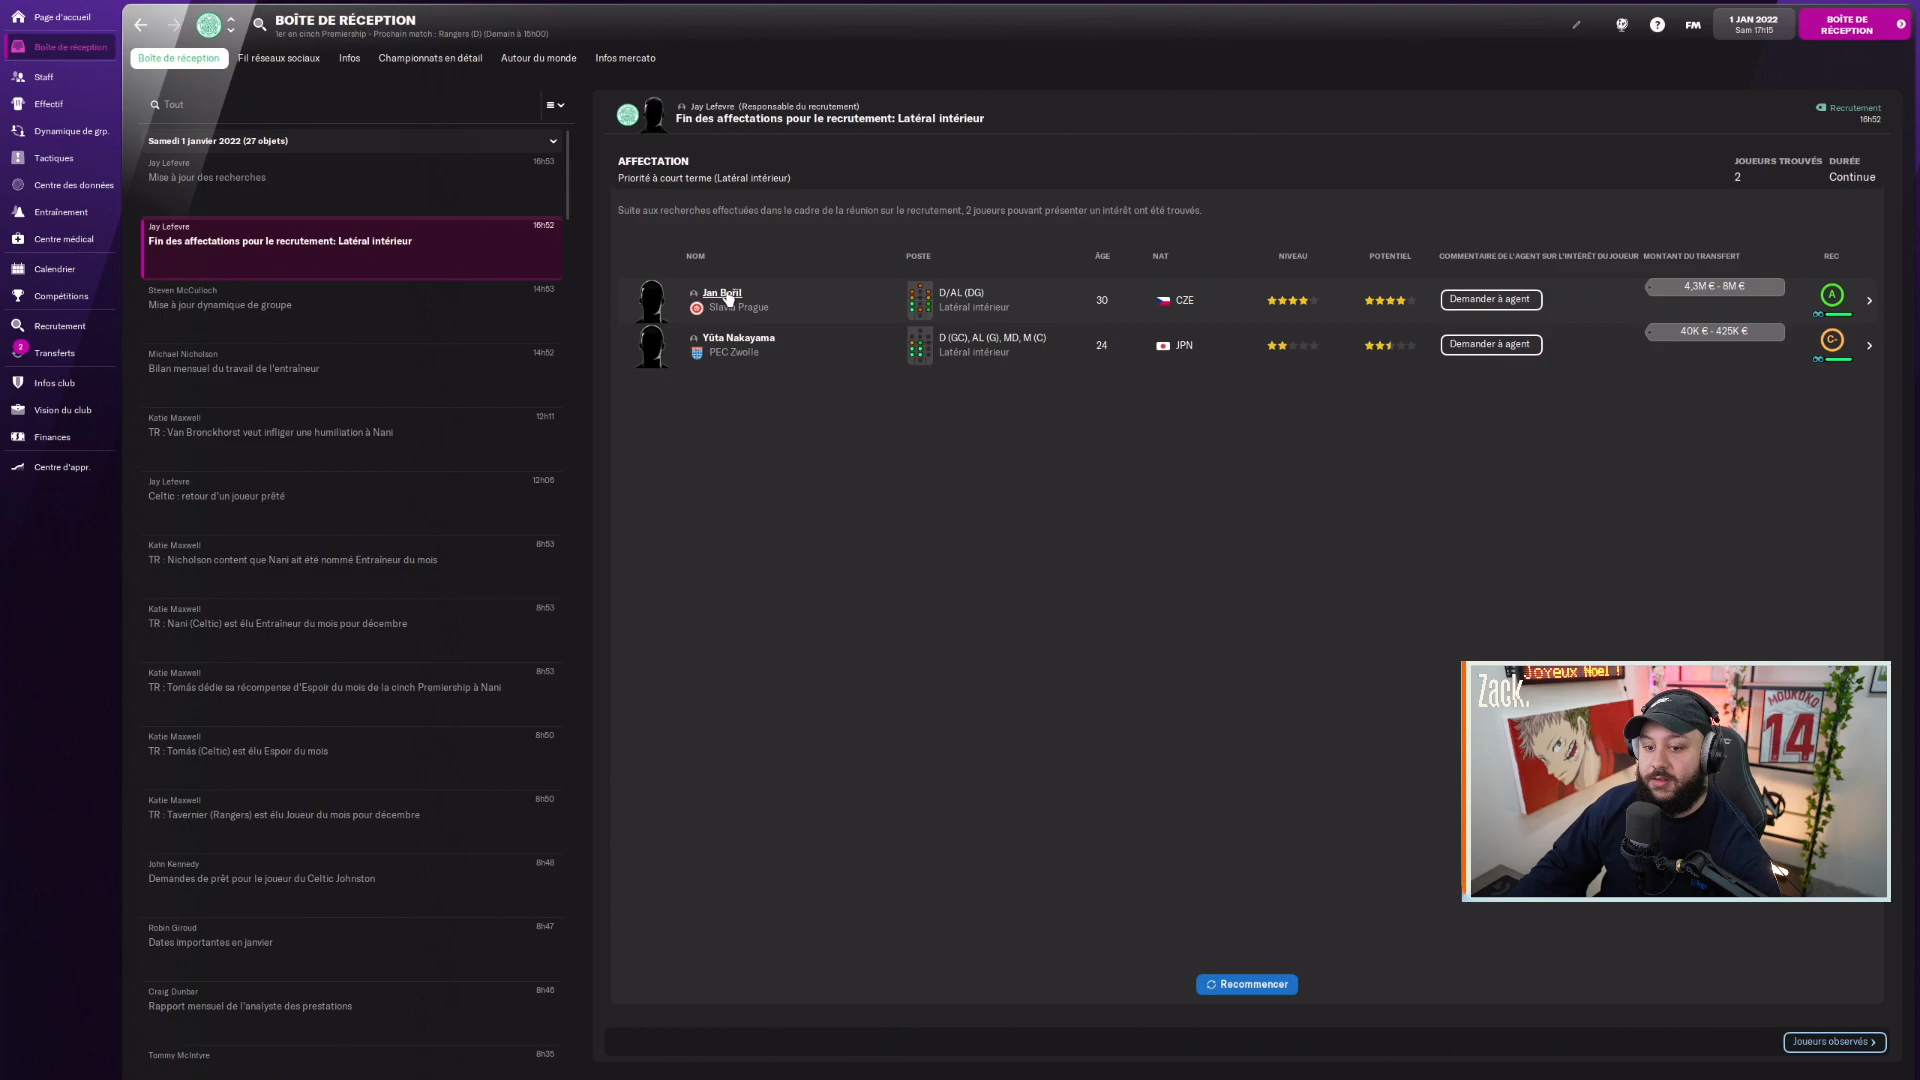 Page d'accueil
Boîte de réception
Staff
Effectif
Dynamique de grp.
Tactiques
Centre des données
Entraînement
Centre médical
Calendrier
Compétitions
Recrutement
2
Transferts
Infos club
Vision du club
Finances
Centre d'appr.
BOÎTE DE RÉCEPTION
1er en cinch Premiership - Prochain match : Rangers (D) (Demain à 15h00)
FM
1 JAN 2022
Sam 17h15
BOÎTE DE RÉCEPTION
Boîte de réception
Fil réseaux sociaux
Infos
Championnats en détail
Autour du monde
Infos mercato
Tout
Samedi 1 janvier 2022 (27 objets)
Jay Lefevre 16h53
Mise à jour des recherches
Jay Lefevre 16h52
Fin des affectations pour le recrutement: Latéral intérieur
Steven McCulloch 14h53
Mise à jour dynamique de groupe
Michael Nicholson 14h52
Bilan mensuel du travail de l'entraîneur
Katie Maxwell 12h11
TR : Van Bronckhorst veut infliger une humiliation à Nani
Jay Lefevre 12h06
Celtic : retour d'un joueur prêté
Katie Maxwell 8h53
TR : Nicholson content que Nani ait été nommé Entraîneur du mois
Katie Maxwell 8h53
TR : Nani (Celtic) est élu Entraîneur du mois pour décembre
Katie Maxwell 8h53
TR : Tomás dédie sa récompense d'Espoir du mois de la cinch Premiership à Nani
Katie Maxwell 8h50
TR : Tomás (Celtic) est élu Espoir du mois
Katie Maxwell 8h50
TR : Tavernier (Rangers) est élu Joueur du mois pour décembre
John Kennedy 8h48
Demandes de prêt pour le joueur du Celtic Johnston
Robin Giroud 8h47
Dates importantes en janvier
Craig Dunbar 8h46
Rapport mensuel de l'analyste des prestations
Tommy McIntyre 8h35
Jay Lefevre (Responsable du recrutement)
Fin des affectations pour le recrutement: Latéral intérieur
Recrutement
16h52
AFFECTATION
Priorité à court terme (Latéral intérieur)
JOUEURS TROUVÉS DURÉE
2 Continue
Suite aux recherches effectuées dans le cadre de la réunion sur le recrutement, 2 joueurs pouvant présenter un intérêt ont été trouvés.
NOM POSTE ÂGE NAT NIVEAU POTENTIEL COMMENTAIRE DE L'AGENT SUR L'INTÉRÊT DU JOUEUR MONTANT DU TRANSFERT REC
Jan Bořil D/AL (DG) 30 CZE Demander à agent 4,3M € - 8M € A
Slavia Prague Latéral intérieur
Yūta Nakayama D (GC), AL (G), MD, M (C) 24 JPN Demander à agent 40K € - 425K € C-
PEC Zwolle Latéral intérieur
Joyeux Noel !
Zack.
MOUKOKO
14
Recommencer
Joueurs observés